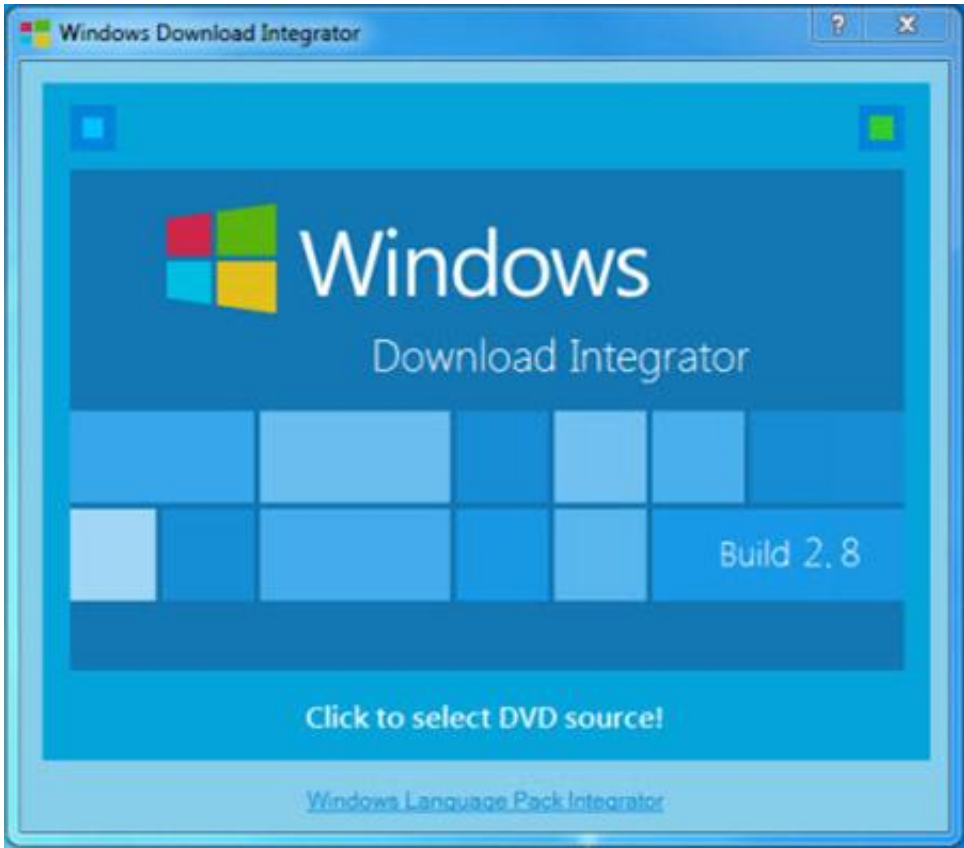 Windows Download Integrator
Windows
Download Integrator
Build 2.8
Click to select DVD source!
Windows Language Pack Integrator